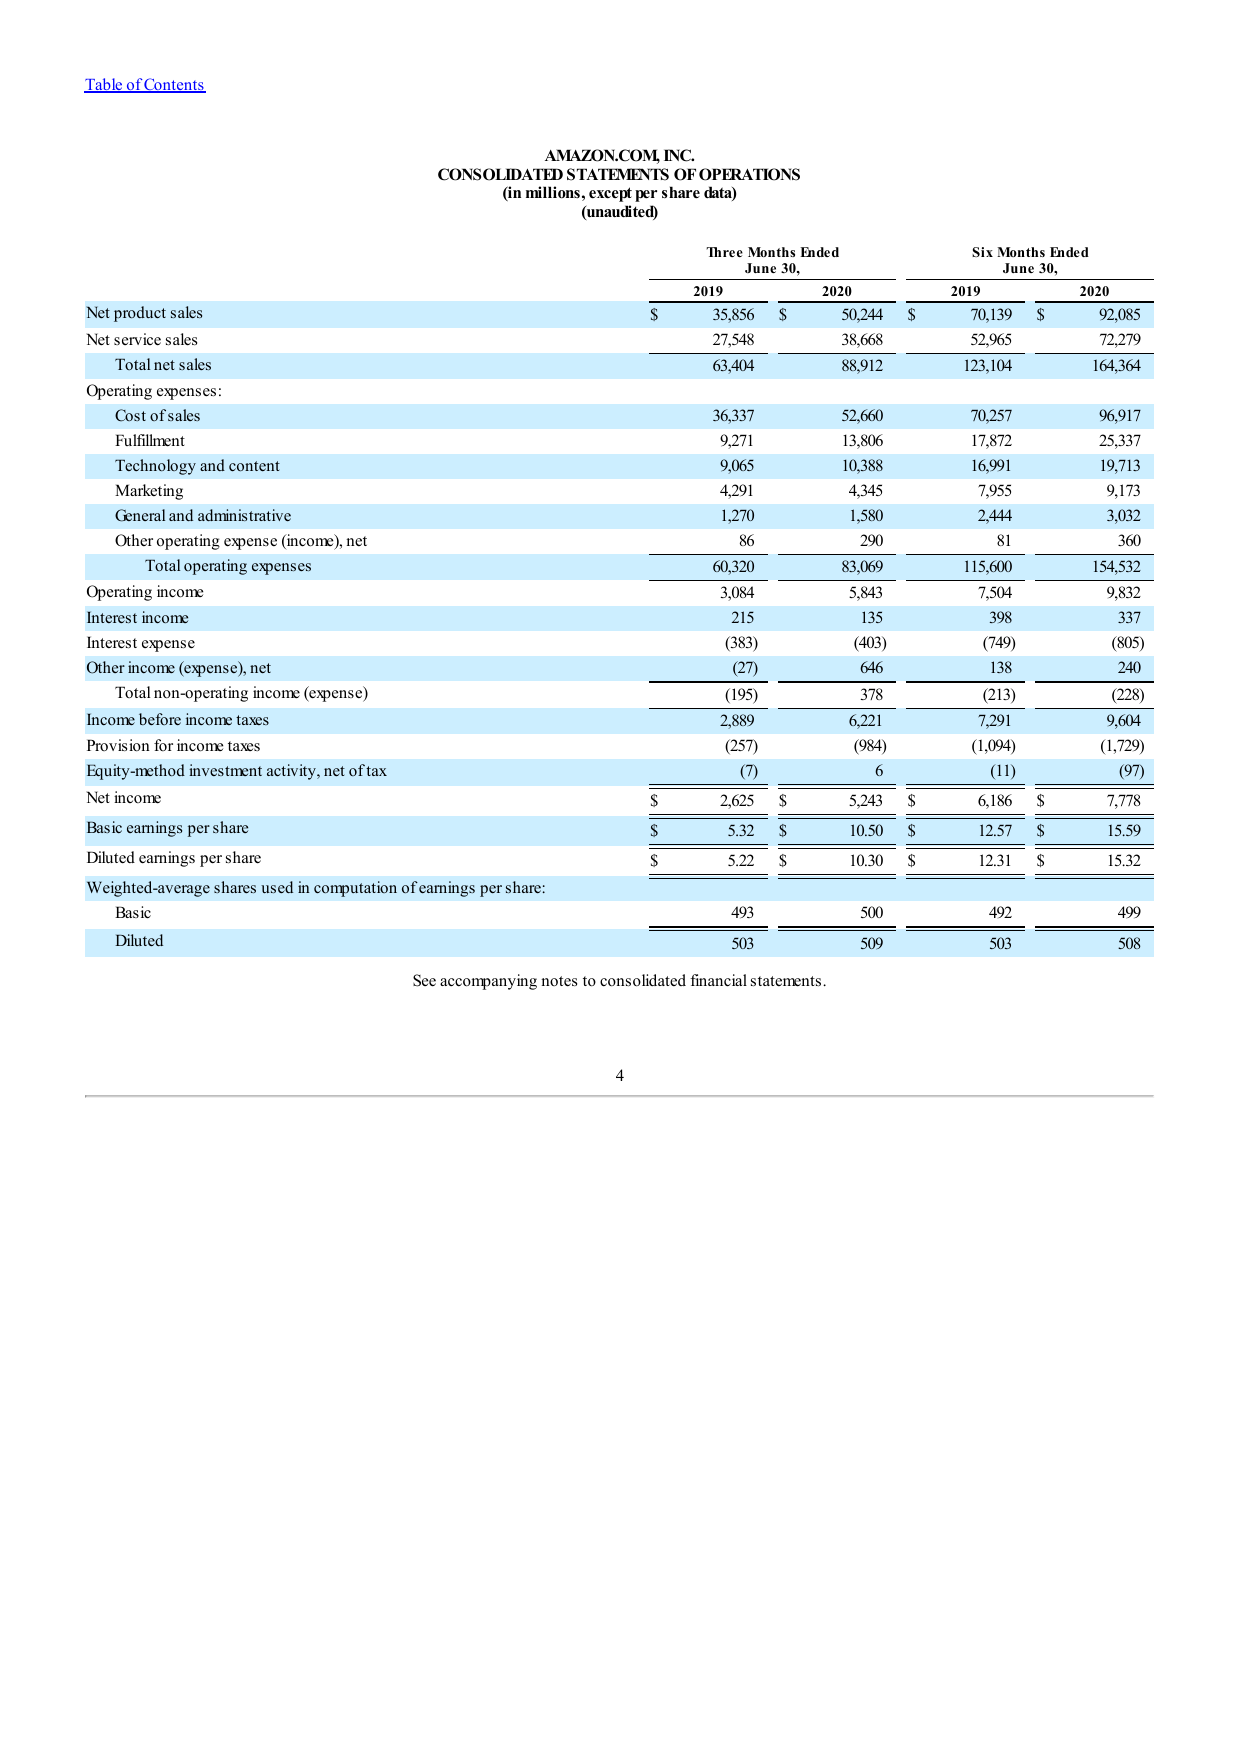 Table of Contents
AMAZON.COM, INC.
CONSOLIDATED STATEMENTS OF OPERATIONS
(in millions, except per share data)
(unaudited)
Three Months Ended June 30, Six Months Ended June 30,
2019 2020 2019 2020
Net product sales $ 35,856 $ 50,244 $ 70,139 $ 92,085
Net service sales 27,548 38,668 52,965 72,279
Total net sales 63,404 88,912 123,104 164,364
Operating expenses:
Cost of sales 36,337 52,660 70,257 96,917
Fulfillment 9,271 13,806 17,872 25,337
Technology and content 9,065 10,388 16,991 19,713
Marketing 4,291 4,345 7,955 9,173
General and administrative 1,270 1,580 2,444 3,032
Other operating expense (income), net 86 290 81 360
Total operating expenses 60,320 83,069 115,600 154,532
Operating income 3,084 5,843 7,504 9,832
Interest income 215 135 398 337
Interest expense (383) (403) (749) (805)
Other income (expense), net (27) 646 138 240
Total non-operating income (expense) (195) 378 (213) (228)
Income before income taxes 2,889 6,221 7,291 9,604
Provision for income taxes (257) (984) (1,094) (1,729)
Equity-method investment activity, net of tax (7) 6 (11) (97)
Net income $ 2,625 $ 5,243 $ 6,186 $ 7,778
Basic earnings per share $ 5.32 $ 10.50 $ 12.57 $ 15.59
Diluted earnings per share $ 5.22 $ 10.30 $ 12.31 $ 15.32
Weighted-average shares used in computation of earnings per share:
Basic 493 500 492 499
Diluted 503 509 503 508
See accompanying notes to consolidated financial statements.
4